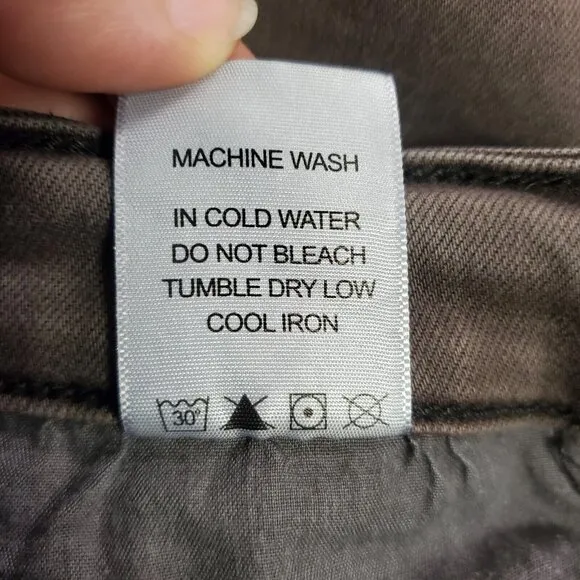 MACHINE WASH
IN COLD WATER
DO NOT BLEACH
TUMBLE DRY LOW
COOL IRON
30°